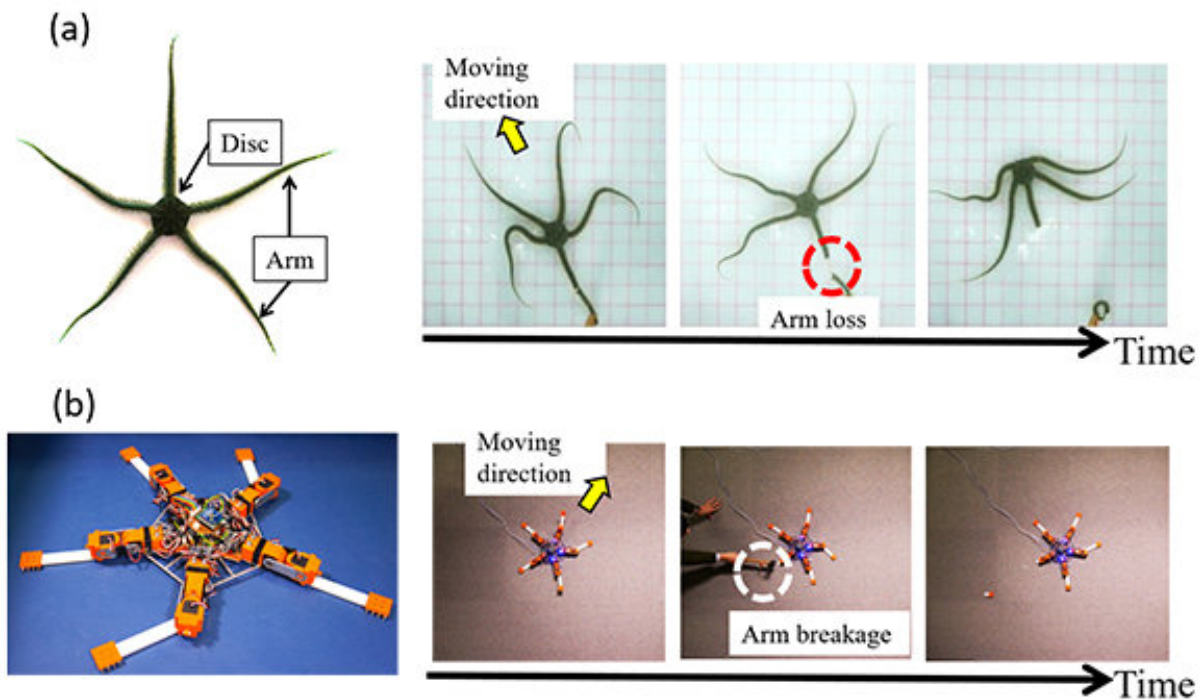 (a)
Disc
Arm
Moving
direction
Arm loss
Time
(b)
Moving
direction
Arm breakage
Time